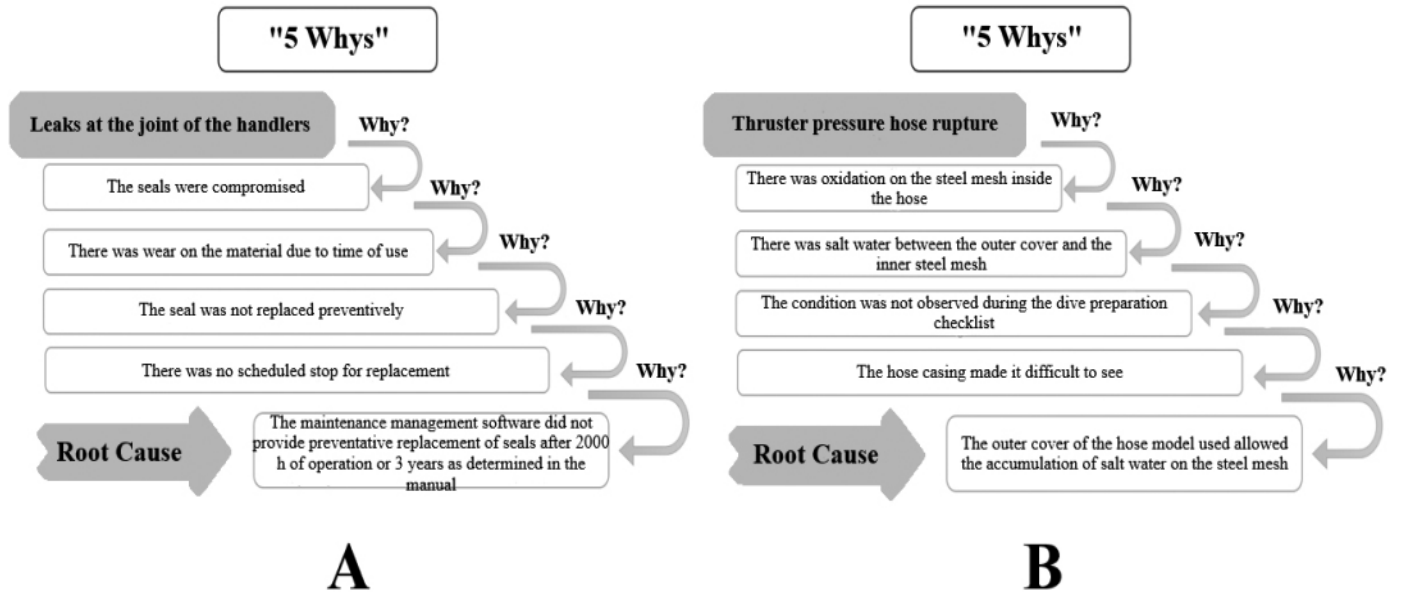 "5 Whys"
Leaks at the joint of the handlers
Why?
The seals were compromised
Why?
There was wear on the material due to time of use
Why?
The seal was not replaced preventively
Why?
There was no scheduled stop for replacement
Why?
Root Cause
The maintenance management software did not
provide preventative replacement of seals after 2000
h of operation or 3 years as determined in the
manual
A
"5 Whys"
Thruster pressure hose rupture
Why?
There was oxidation on the steel mesh inside
the hose
Why?
There was salt water between the outer cover and the
inner steel mesh
Why?
The condition was not observed during the dive preparation
checklist
Why?
The hose casing made it difficult to see
Why?
Root Cause
The outer cover of the hose model used allowed
the accumulation of salt water on the steel mesh
B